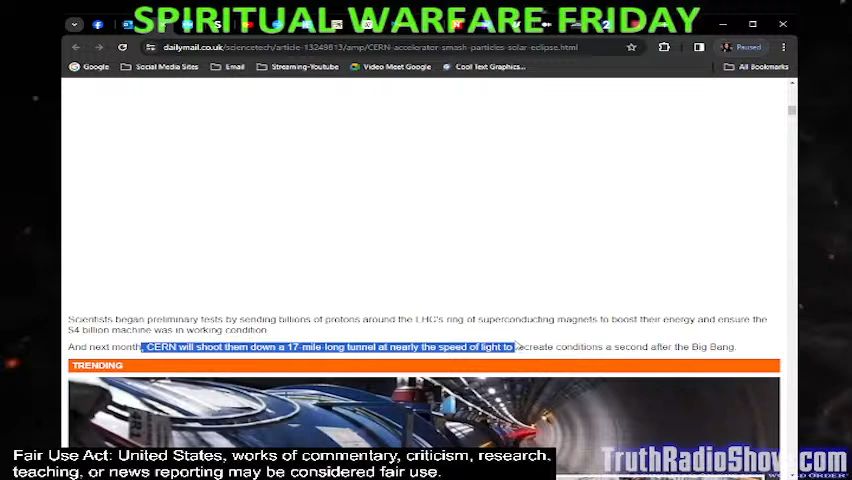 SPIRITUAL WARFARE FRIDAY
dailymail.co.uk/sciencetech/article-13249813/amp/CERN-accelerator-smash-particles-solar-eclipse.html
Paused
Google
Social Media Sites
Email
Streaming-Youtube
Video Meet Google
Cool Text Graphics...
All Bookmarks
Scientists began preliminary tests by sending billions of protons around the LHC's ring of superconducting magnets to boost their energy and ensure the
$4 billion machine was in working condition.
And next month, CERN will shoot them down a 17-mile-long tunnel at nearly the speed of light to recreate conditions a second after the Big Bang.
TRENDING
Fair Use Act: United States, works of commentary, criticism, research,
teaching, or news reporting may be considered fair use.
TruthRadioShow.com
WORLD ORDER